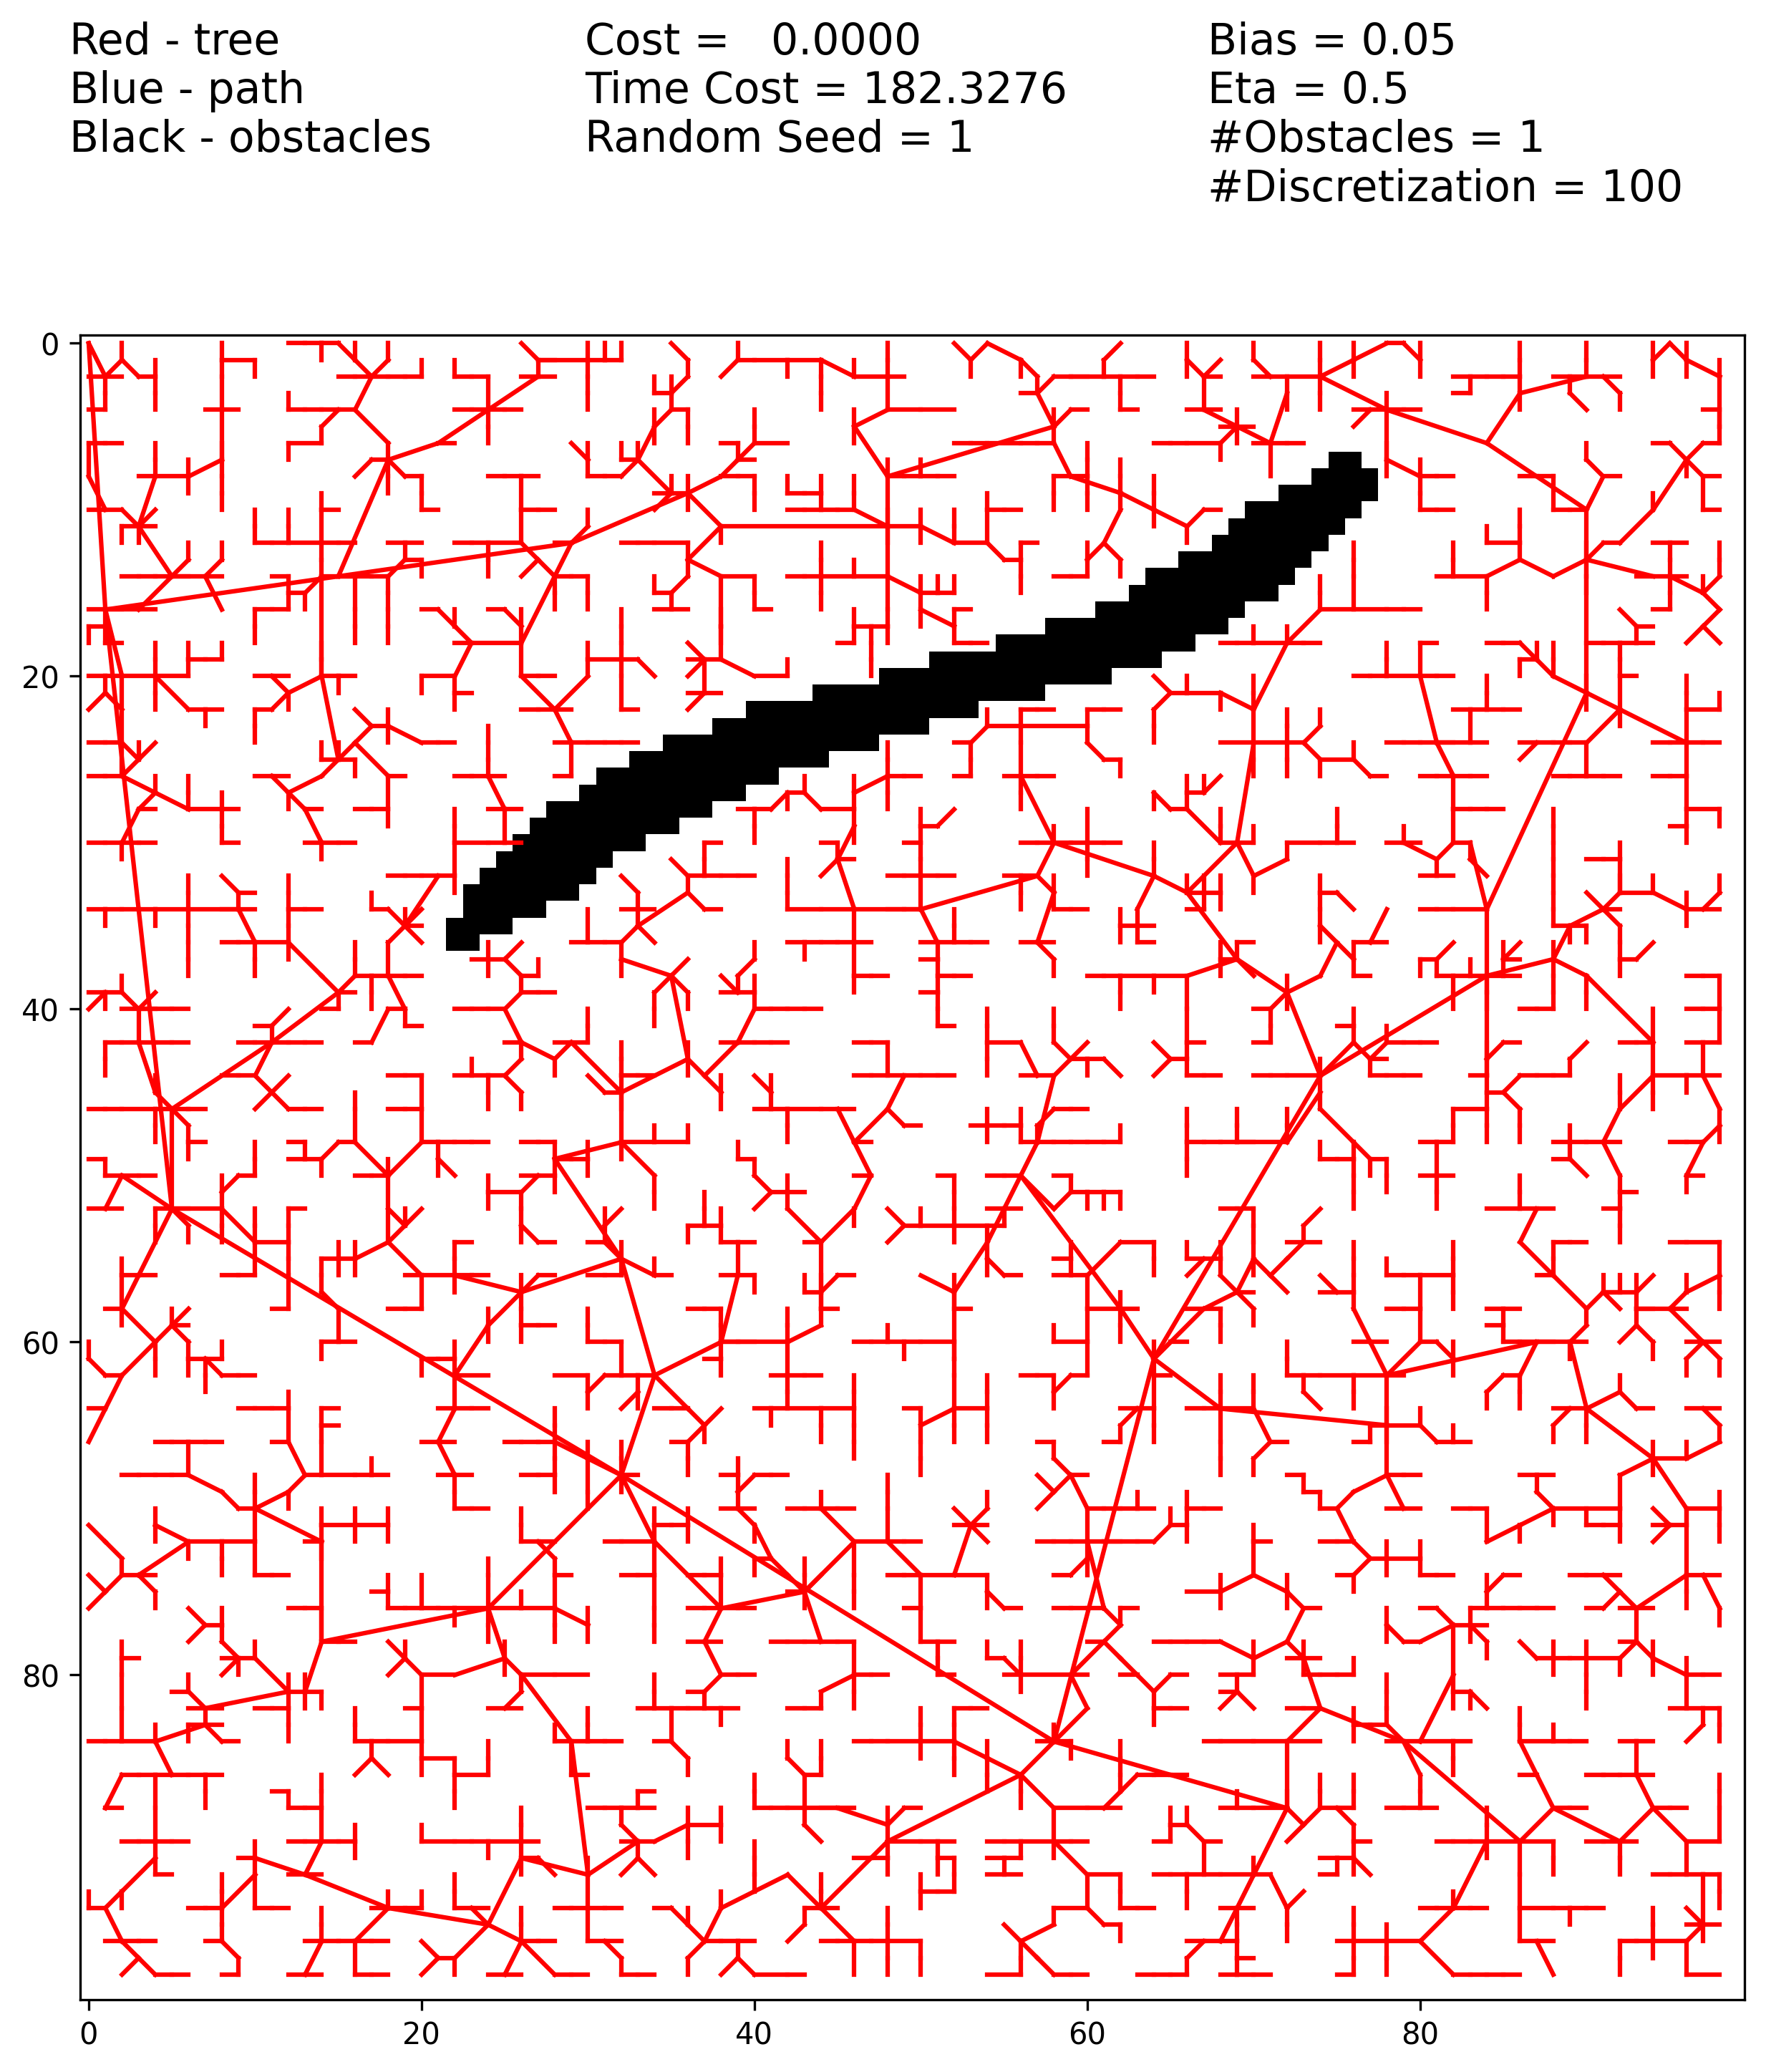 Red - tree
Blue - path
Black - obstacles
Cost =   0.0000
Time Cost = 182.3276
Random Seed = 1
Bias = 0.05
Eta = 0.5
#Obstacles = 1
#Discretization = 100
0
20
40
60
80
0 20 40 60 80